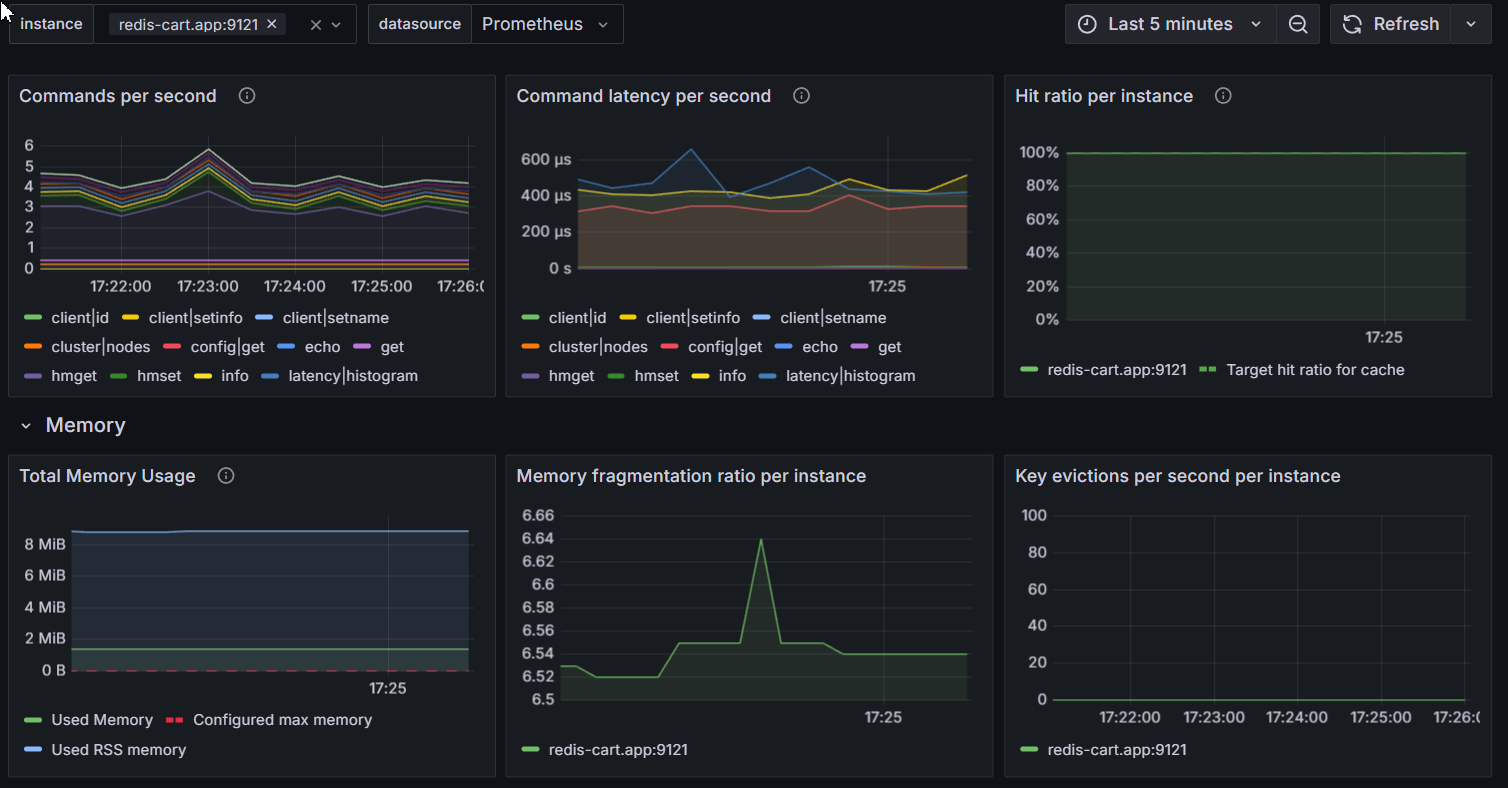 instance redis-cart.app:9121 datasource Prometheus Last 5 minutes Refresh
Commands per second
6
5
4
3
2
1
0
17:22:00 17:23:00 17:24:00 17:25:00 17:26:0
client|id client|setinfo client|setname
cluster|nodes config|get echo get
hmget hmset info latency|histogram
Command latency per second
600 µs
400 µs
200 µs
0 s
17:25
client|id client|setinfo client|setname
cluster|nodes config|get echo get
hmget hmset info latency|histogram
Hit ratio per instance
100%
80%
60%
40%
20%
0%
17:25
redis-cart.app:9121 Target hit ratio for cache
Memory
Total Memory Usage
8 MiB
6 MiB
4 MiB
2 MiB
0 B
17:25
Used Memory Configured max memory
Used RSS memory
Memory fragmentation ratio per instance
6.66
6.64
6.62
6.6
6.58
6.56
6.54
6.52
6.5
17:25
redis-cart.app:9121
Key evictions per second per instance
100
80
60
40
20
0
17:22:00 17:23:00 17:24:00 17:25:00 17:26:0
redis-cart.app:9121